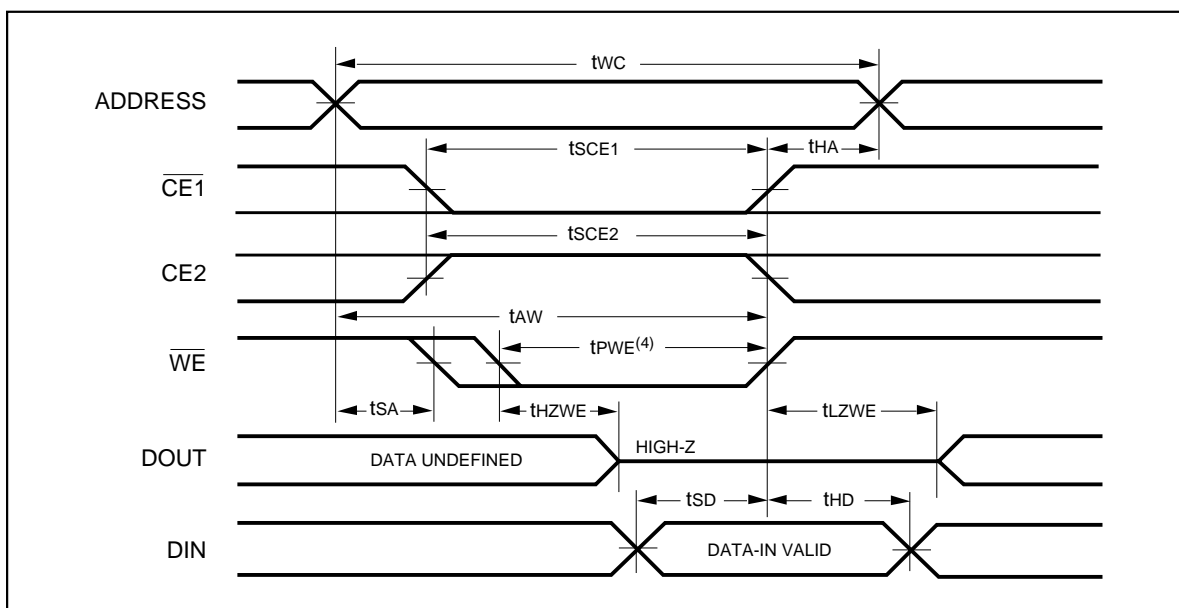 tWC
ADDRESS
tSCE1
tHA
CE1
tSCE2
CE2
tAW
tPWE(4)
WE
tSA
tHZWE
tLZWE
DOUT
DATA UNDEFINED
HIGH-Z
tSD
tHD
DIN
DATA-IN VALID